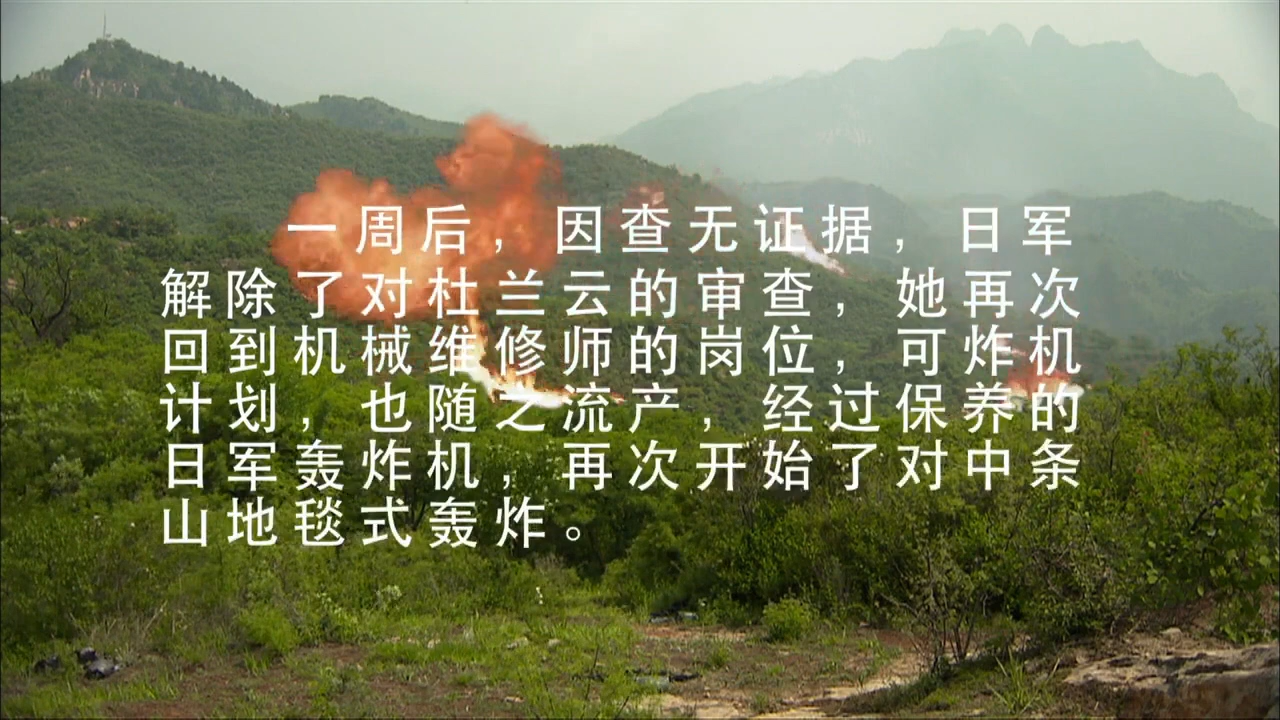 一周后，因查无证据，日军
解除了对杜兰云的审查，她再次
回到机械维修师的岗位，可炸机
计划，也随之流产，经过保养的
日军轰炸机，再次开始了对中条
山地毯式轰炸。